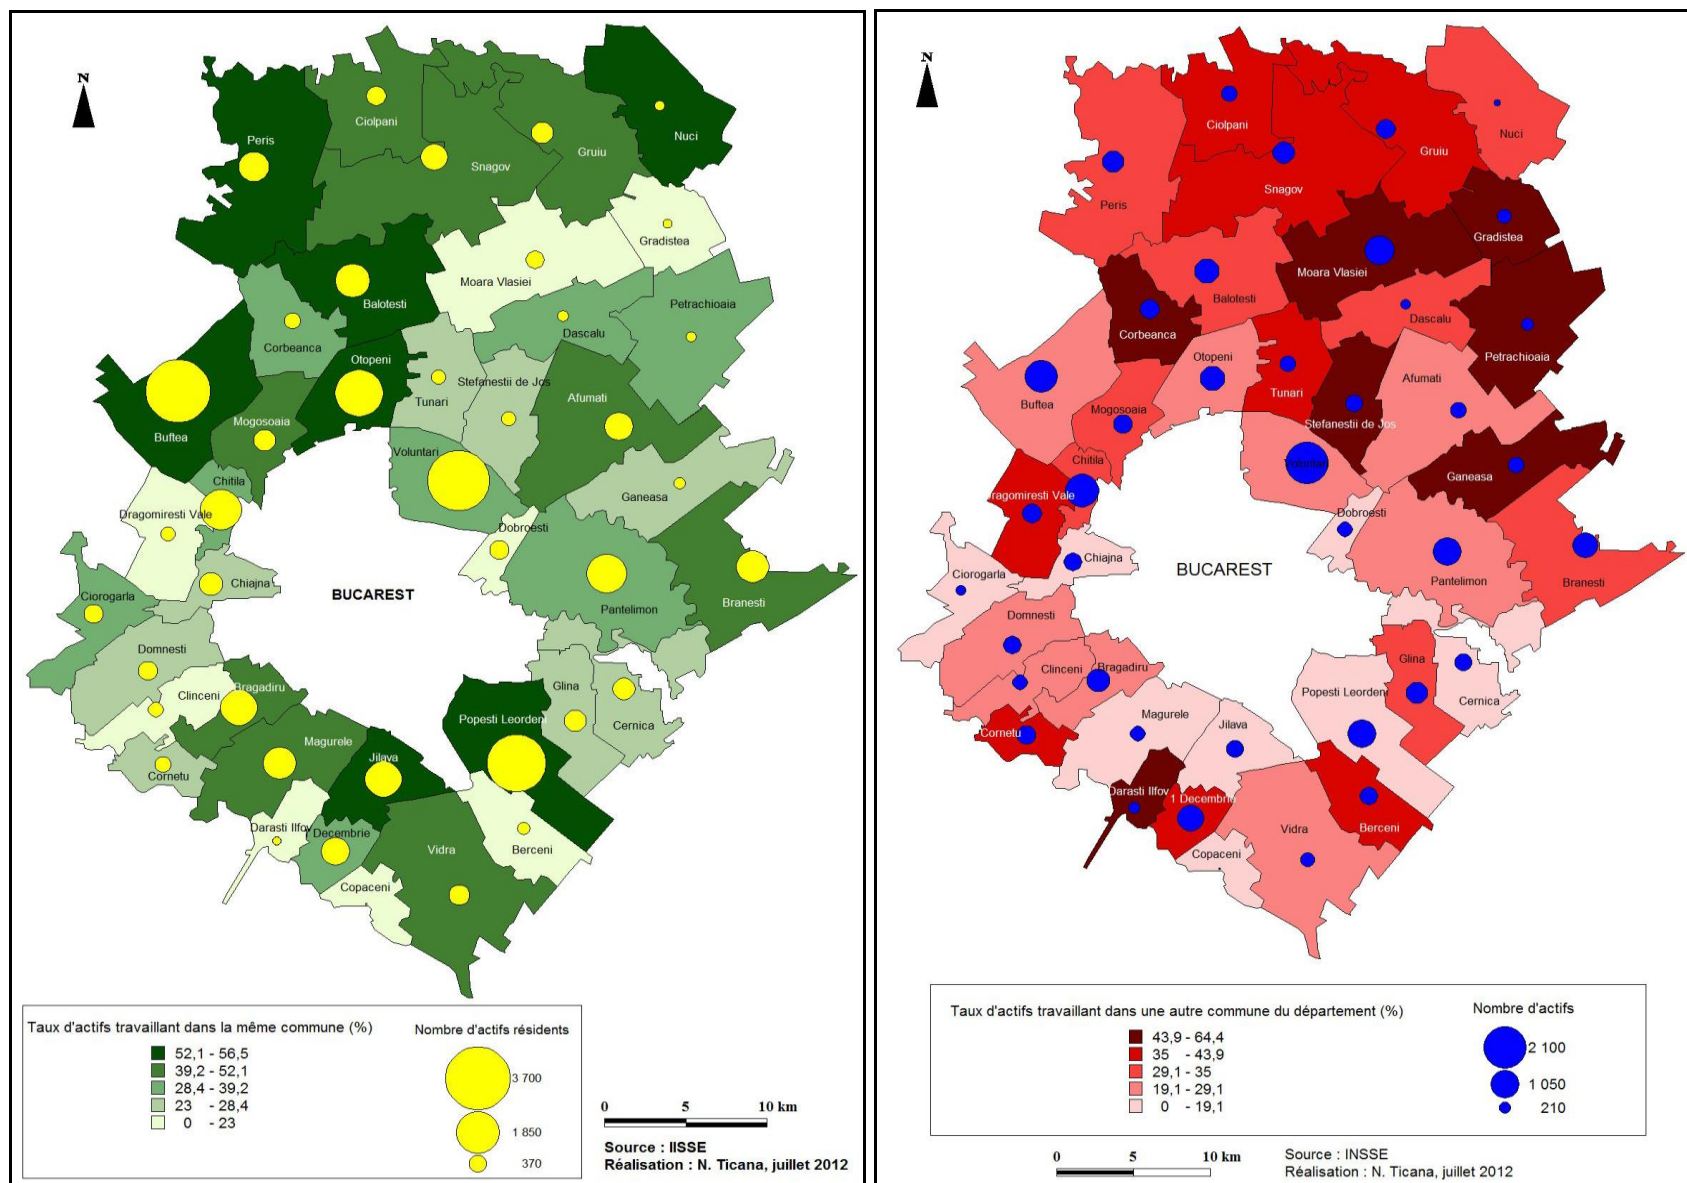 N
Peris
Ciolpani
Snagov
Gruiu
Nuci
Gradistea
Moara Vlasiei
Balotesti
Petrachioaia
Corbeanca
Dascalu
Otopeni
Tunari
Stefanestii de Jos
Afumati
Buftea
Mogosoaia
Voluntari
Chitila
Ganeasa
Dragomiresti Vale
Dobroesti
Chiajna
BUCAREST
Pantelimon
Branesti
Ciorogarla
Domnesti
Clinceni
Bragadiru
Glina
Cernica
Popesti Leordeni
Magurele
Jilava
Cornetu
Darasti Ilfov
Decembrie
Vidra
Berceni
Copaceni
Taux d'actifs travaillant dans la même commune (%)
52,1 - 56,5
39,2 - 52,1
28,4 - 39,2
23 - 28,4
0 - 23
Nombre d'actifs résidents
3 700
1 850
370
0 5 10 km
Source : IISSE
Réalisation : N. Ticana, juillet 2012
N
Ciolpani
Nuci
Gruiu
Snagov
Peris
Gradistea
Moara Vlasiei
Balotesti
Dascalu
Corbeanca
Petrachioaia
Otopeni
Afumati
Tunari
Buftea
Mogosoaia
Stefanestii de Jos
Chitila
Voluntari
Ganeasa
Dragomiresti Vale
Dobroesti
Chiajna
BUCAREST
Ciorogarla
Pantelimon
Branesti
Domnesti
Clinceni
Bragadiru
Glina
Popesti Leordeni
Cernica
Magurele
Jilava
Cornetu
Darasti Ilfov
1 Decembrie
Vidra
Berceni
Copaceni
Taux d'actifs travaillant dans une autre commune du département (%)
43,9 - 64,4
35 - 43,9
29,1 - 35
19,1 - 29,1
0 - 19,1
Nombre d'actifs
2 100
1 050
210
0 5 10 km
Source : INSSE
Réalisation : N. Ticana, juillet 2012